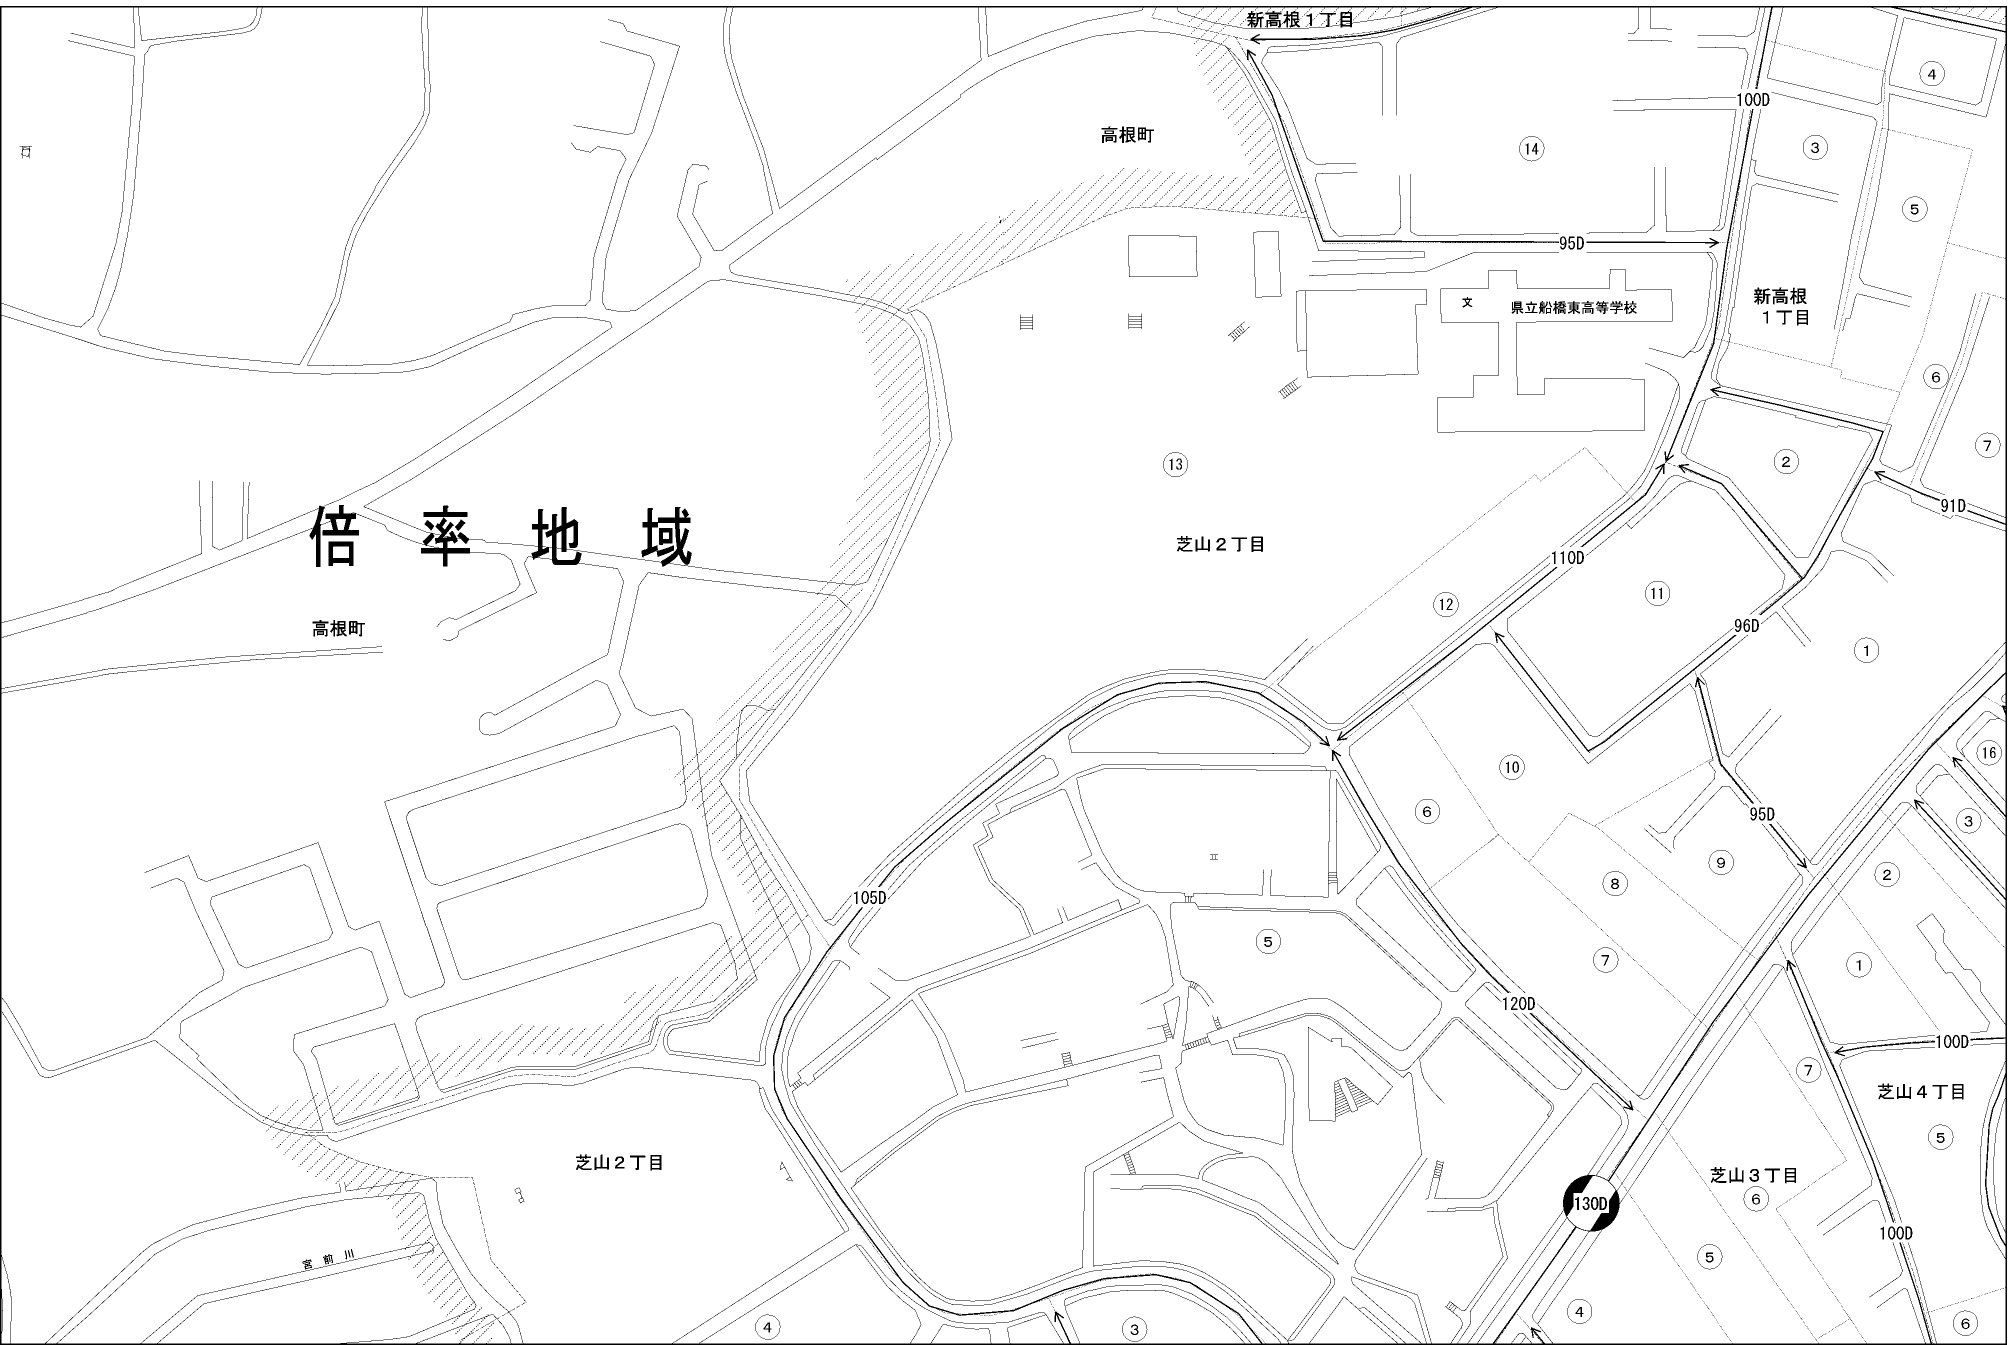 新高根１丁目
④
100D
高根町
⑭
③
⑤
95D
新高根
１丁目
文
県立船橋東高等学校
⑥
⑦
⑬
②
91D
倍率地域
芝山２丁目
110D
⑫
⑪
高根町
96D
①
⑩
⑯
⑥
95D
③
⑨
②
⑧
105D
⑤
⑦
①
120D
100D
⑦
芝山４丁目
⑤
芝山２丁目
芝山３丁目
⑥
130D
100D
宮前川
⑤
④
⑥
④
③